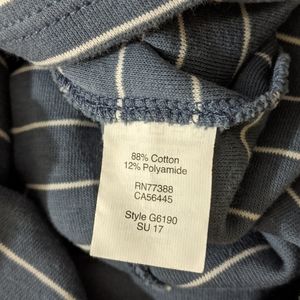 88% Cotton
12% Polyamide
RN77388
CA56445
Style G6190
SU 17